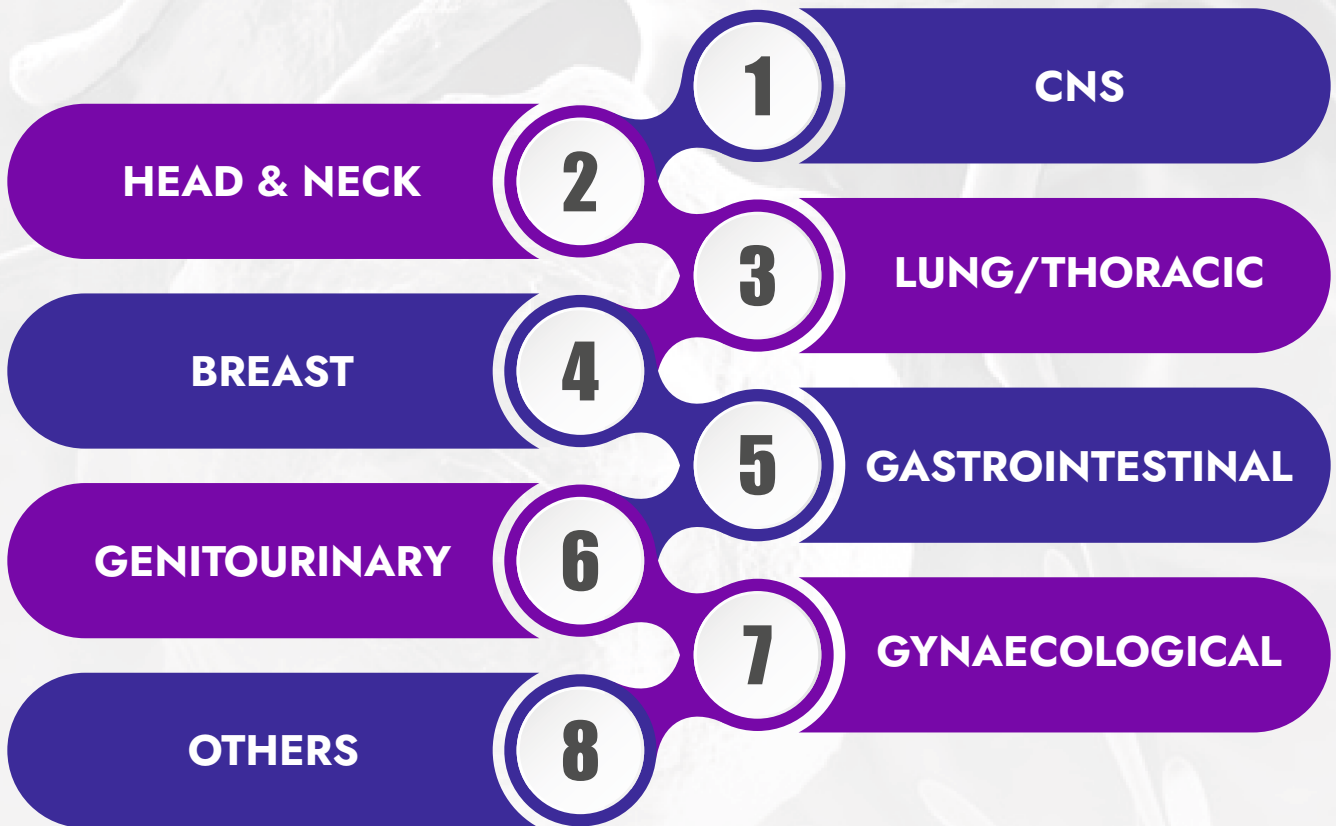 1
CNS
2
HEAD & NECK
3
LUNG/THORACIC
4
BREAST
5
GASTROINTESTINAL
6
GENITOURINARY
7
GYNAECOLOGICAL
8
OTHERS